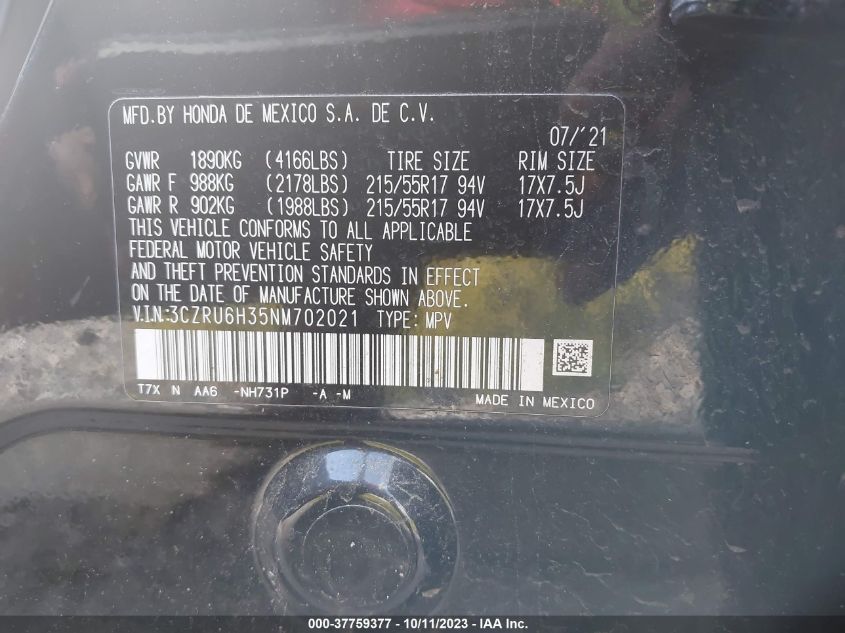 MFD.BY HONDA DE MEXICO S.A. DE C.V.
07/'21
GVWR 1890KG (4166LBS) TIRE SIZE RIM SIZE
GAWR F 988KG (2178LBS) 215/55R17 94V 17X7.5J
GAWR R 902KG (1988LBS) 215/55R17 94V 17X7.5J
THIS VEHICLE CONFORMS TO ALL APPLICABLE
FEDERAL MOTOR VEHICLE SAFETY
AND THEFT PREVENTION STANDARDS IN EFFECT
ON THE DATE OF MANUFACTURE SHOWN ABOVE.
V.I.N:3CZRU6H35NM702021 TYPE: MPV
T7X N AA6 -NH731P -A -M
MADE IN MEXICO
000-37759377 - 10/11/2023 - IAA Inc.